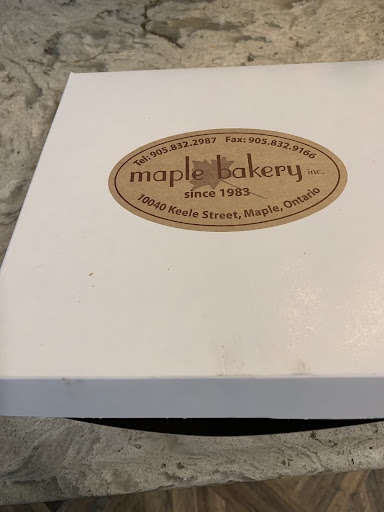 Tel: 905.832.2987 Fax: 905.832.9166
maple bakery inc.
since 1983
10040 Keele Street, Maple, Ontario